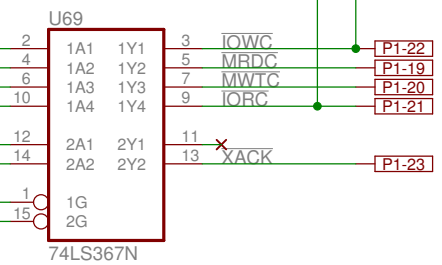 U69
2 1A1 1Y1 3 IOWC P1-22
4 1A2 1Y2 5 MRDC P1-19
6 1A3 1Y3 7 MWTC P1-20
10 1A4 1Y4 9 IORC P1-21
12 2A1 2Y1 11
14 2A2 2Y2 13 XACK P1-23
1 1G
15 2G
74LS367N